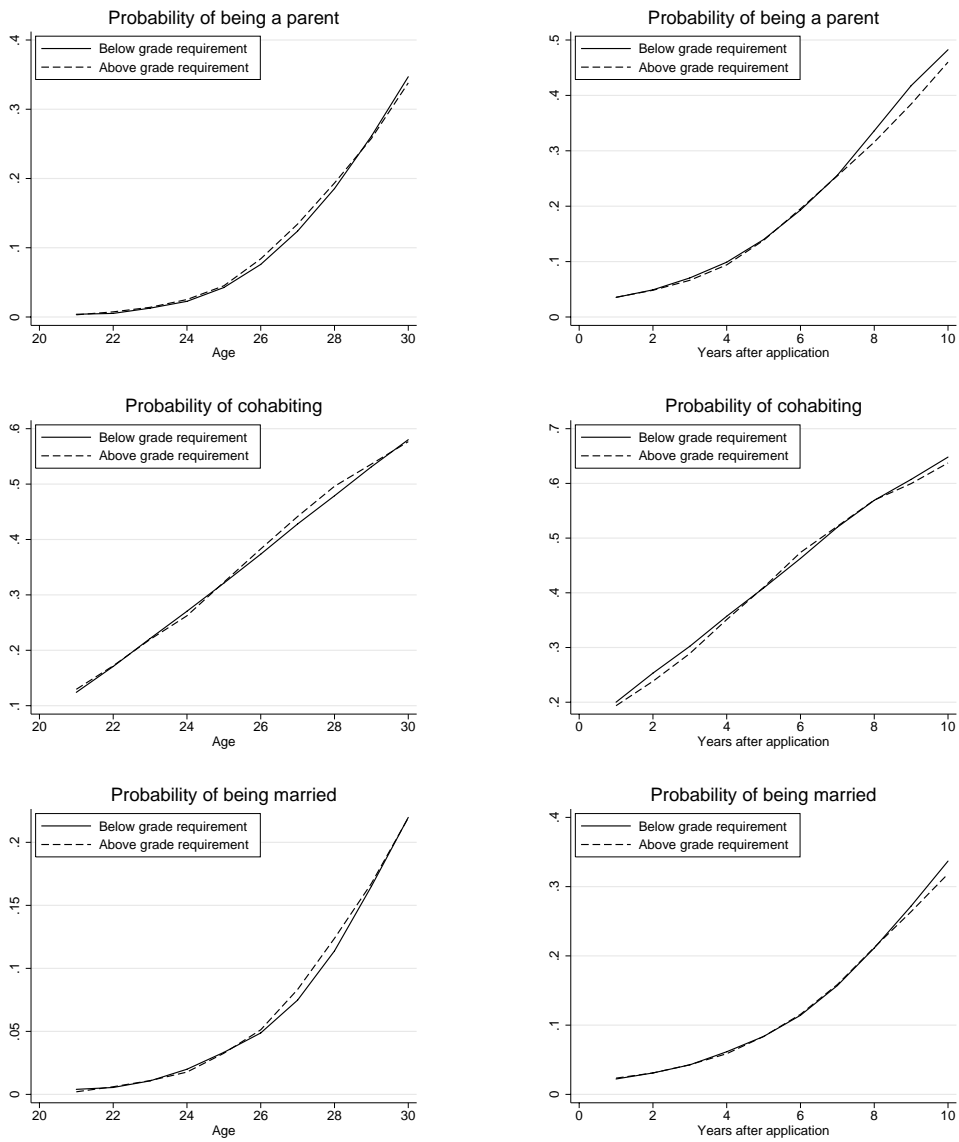 Probability of being a parent
Below grade requirement
Above grade requirement
.4
.3
.2
.1
0
20 22 24 26 28 30
Age
Probability of being a parent
Below grade requirement
Above grade requirement
.5
.4
.3
.2
.1
0
0 2 4 6 8 10
Years after application
Probability of cohabiting
Below grade requirement
Above grade requirement
.6
.5
.4
.3
.2
.1
20 22 24 26 28 30
Age
Probability of cohabiting
Below grade requirement
Above grade requirement
.7
.6
.5
.4
.3
.2
0 2 4 6 8 10
Years after application
Probability of being married
Below grade requirement
Above grade requirement
.2
.15
.1
.05
0
20 22 24 26 28 30
Age
Probability of being married
Below grade requirement
Above grade requirement
.4
.3
.2
.1
0
0 2 4 6 8 10
Years after application